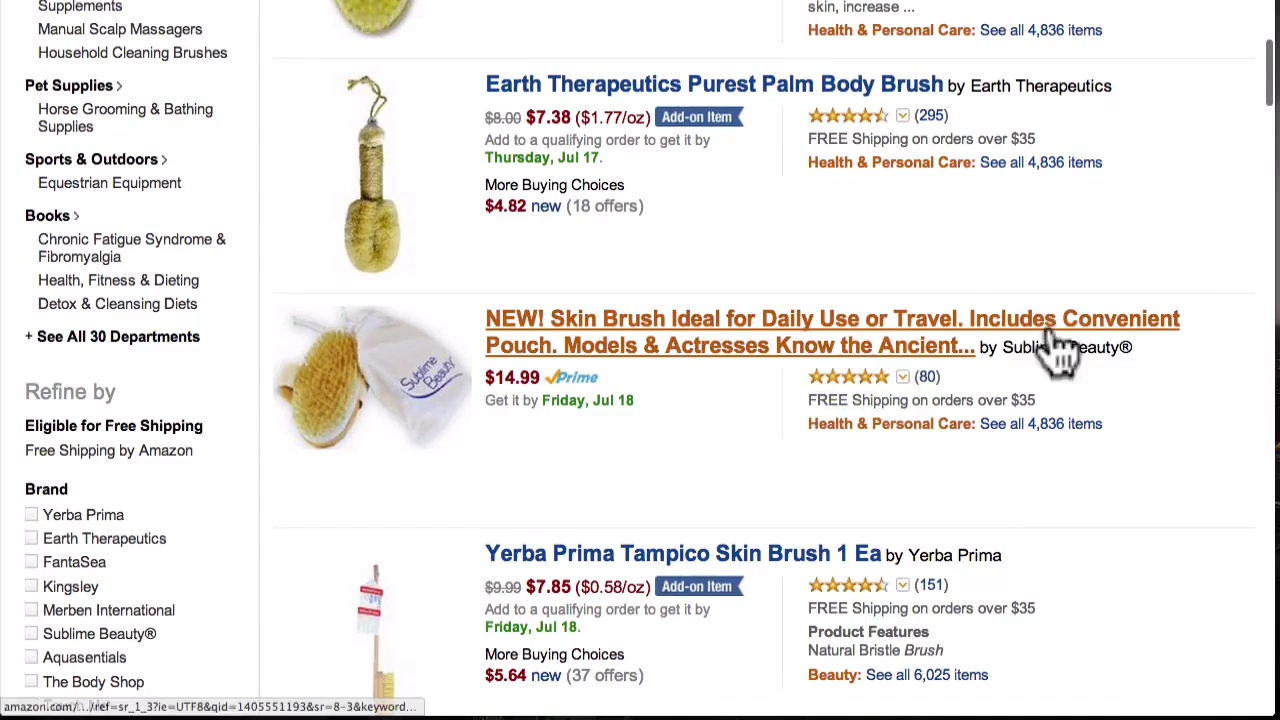 Supplements
Manual Scalp Massagers
Household Cleaning Brushes
Pet Supplies ›
Horse Grooming & Bathing
Supplies
Sports & Outdoors ›
Equestrian Equipment
Books ›
Chronic Fatigue Syndrome &
Fibromyalgia
Health, Fitness & Dieting
Detox & Cleansing Diets
+ See All 30 Departments
Refine by
Eligible for Free Shipping
Free Shipping by Amazon
Brand
Yerba Prima
Earth Therapeutics
FantaSea
Kingsley
Merben International
Sublime Beauty®
Aquasentials
The Body Shop
amazon.com/.../ref=sr_1_3?ie=UTF8&qid=1405551193&sr=8-3&keyword...
skin, increase ...
Health & Personal Care: See all 4,836 items
Earth Therapeutics Purest Palm Body Brush by Earth Therapeutics
$8.00 $7.38 ($1.77/oz) Add-on Item
Add to a qualifying order to get it by
Thursday, Jul 17.
More Buying Choices
$4.82 new (18 offers)
(295)
FREE Shipping on orders over $35
Health & Personal Care: See all 4,836 items
NEW! Skin Brush Ideal for Daily Use or Travel. Includes Convenient
Pouch. Models & Actresses Know the Ancient... by
Sublime Beauty
$14.99 Prime
Get it by Friday, Jul 18
(80)
FREE Shipping on orders over $35
Health & Personal Care: See all 4,836 items
Yerba Prima Tampico Skin Brush 1 Ea by Yerba Prima
$9.99 $7.85 ($0.58/oz) Add-on Item
Add to a qualifying order to get it by
Friday, Jul 18.
More Buying Choices
$5.64 new (37 offers)
(151)
FREE Shipping on orders over $35
Product Features
Natural Bristle Brush
Beauty: See all 6,025 items